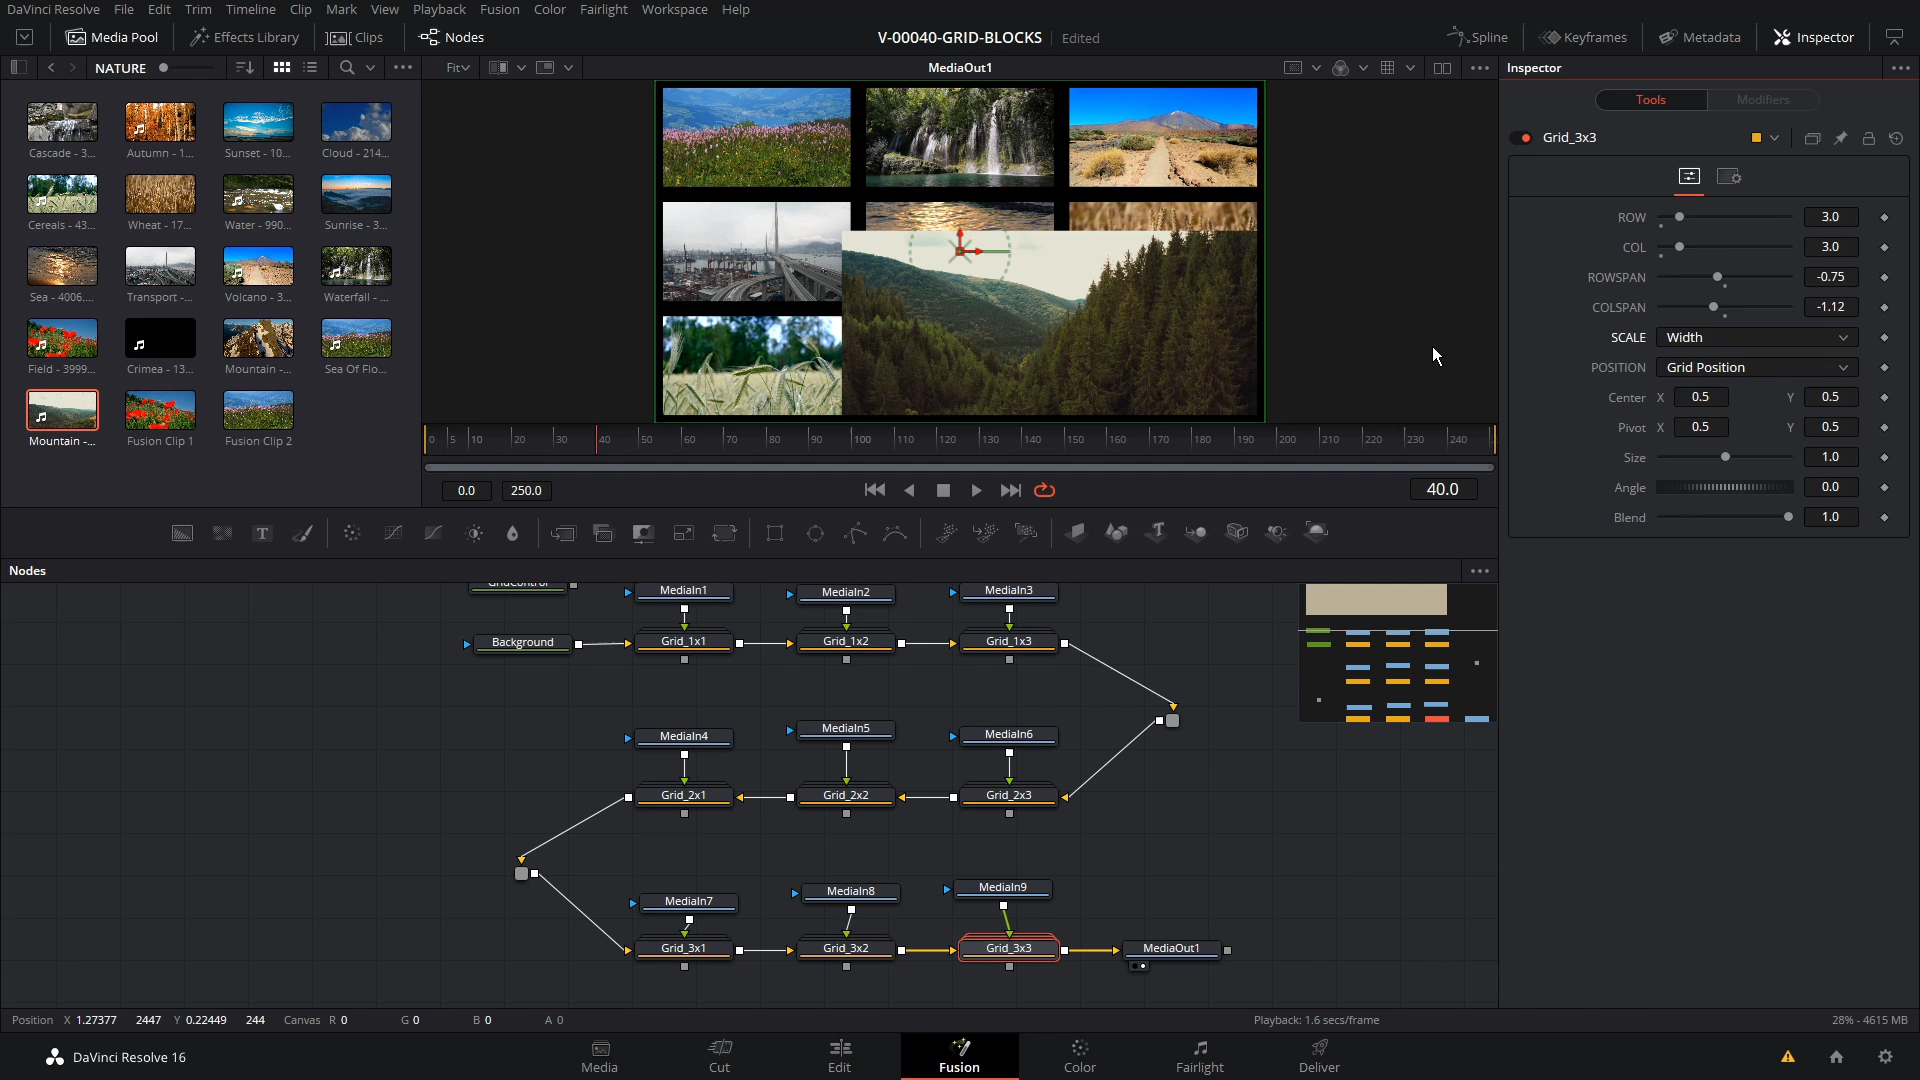 DaVinci Resolve File Edit Trim Timeline Clip Mark View Playback Fusion Color Fairlight Workspace Help
Media Pool Effects Library Clips Nodes V-00040-GRID-BLOCKS Edited Spline Keyframes Metadata Inspector
NATURE Fit MediaOut1 Inspector
Tools Modifiers
Cascade - 3... Autumn - 1... Sunset - 10... Cloud - 214...
Cereals - 43... Wheat - 17... Water - 990... Sunrise - 3...
Sea - 4006.... Transport -... Volcano - 3... Waterfall - ...
Field - 3999... Crimea - 13... Mountain -... Sea Of Flo...
Mountain -... Fusion Clip 1 Fusion Clip 2
Grid_3x3
ROW 3.0
COL 3.0
ROWSPAN -0.75
COLSPAN -1.12
SCALE Width
POSITION Grid Position
Center X 0.5 Y 0.5
Pivot X 0.5 Y 0.5
Size 1.0
Angle 0.0
Blend 1.0
0 5 10 20 30 40 50 60 70 80 90 100 110 120 130 140 150 160 170 180 190 200 210 220 230 240
0.0 250.0 40.0
T T
Nodes
GridControl MediaIn1 MediaIn2 MediaIn3
Background Grid_1x1 Grid_1x2 Grid_1x3
MediaIn4 MediaIn5 MediaIn6
Grid_2x1 Grid_2x2 Grid_2x3
MediaIn7 MediaIn8 MediaIn9
Grid_3x1 Grid_3x2 Grid_3x3 MediaOut1
Position X 1.27377 2447 Y 0.22449 244 Canvas R 0 G 0 B 0 A 0 Playback: 1.6 secs/frame 28% - 4615 MB
DaVinci Resolve 16 Media Cut Edit Fusion Color Fairlight Deliver